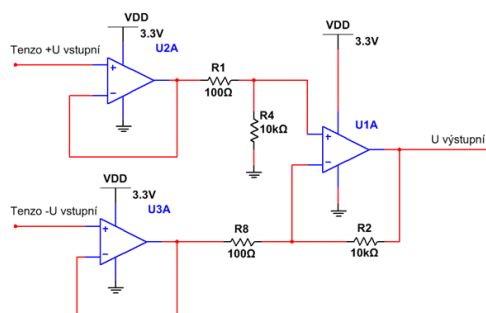 VDD
3.3V
U2A
Tenzo +U vstupní
R1
100Ω
R4
10kΩ
VDD
3.3V
U1A
U výstupní
VDD
3.3V
U3A
Tenzo -U vstupní
R8
100Ω
R2
10kΩ